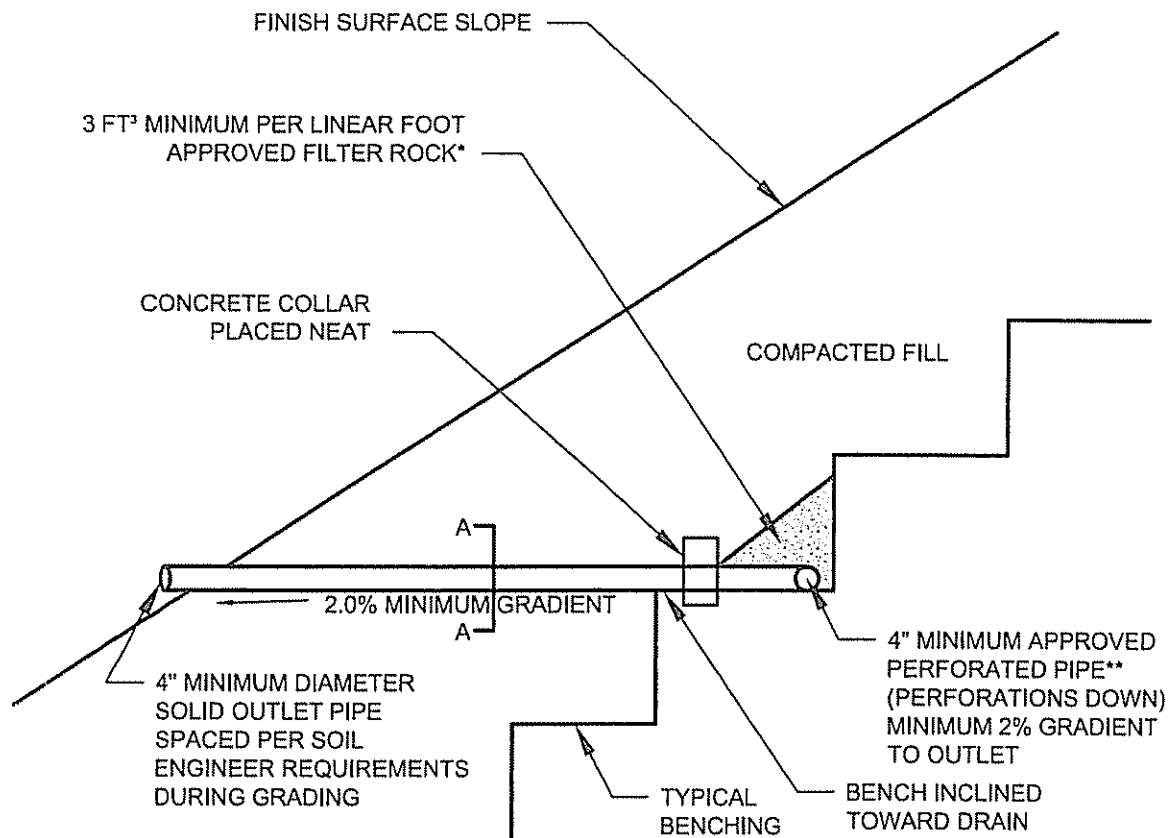 FINISH SURFACE SLOPE
3 FT³ MINIMUM PER LINEAR FOOT
APPROVED FILTER ROCK*
CONCRETE COLLAR
PLACED NEAT
COMPACTED FILL
A
2.0% MINIMUM GRADIENT
A
4" MINIMUM DIAMETER
SOLID OUTLET PIPE
SPACED PER SOIL
ENGINEER REQUIREMENTS
DURING GRADING
4" MINIMUM APPROVED
PERFORATED PIPE**
(PERFORATIONS DOWN)
MINIMUM 2% GRADIENT
TO OUTLET
TYPICAL
BENCHING
BENCH INCLINED
TOWARD DRAIN